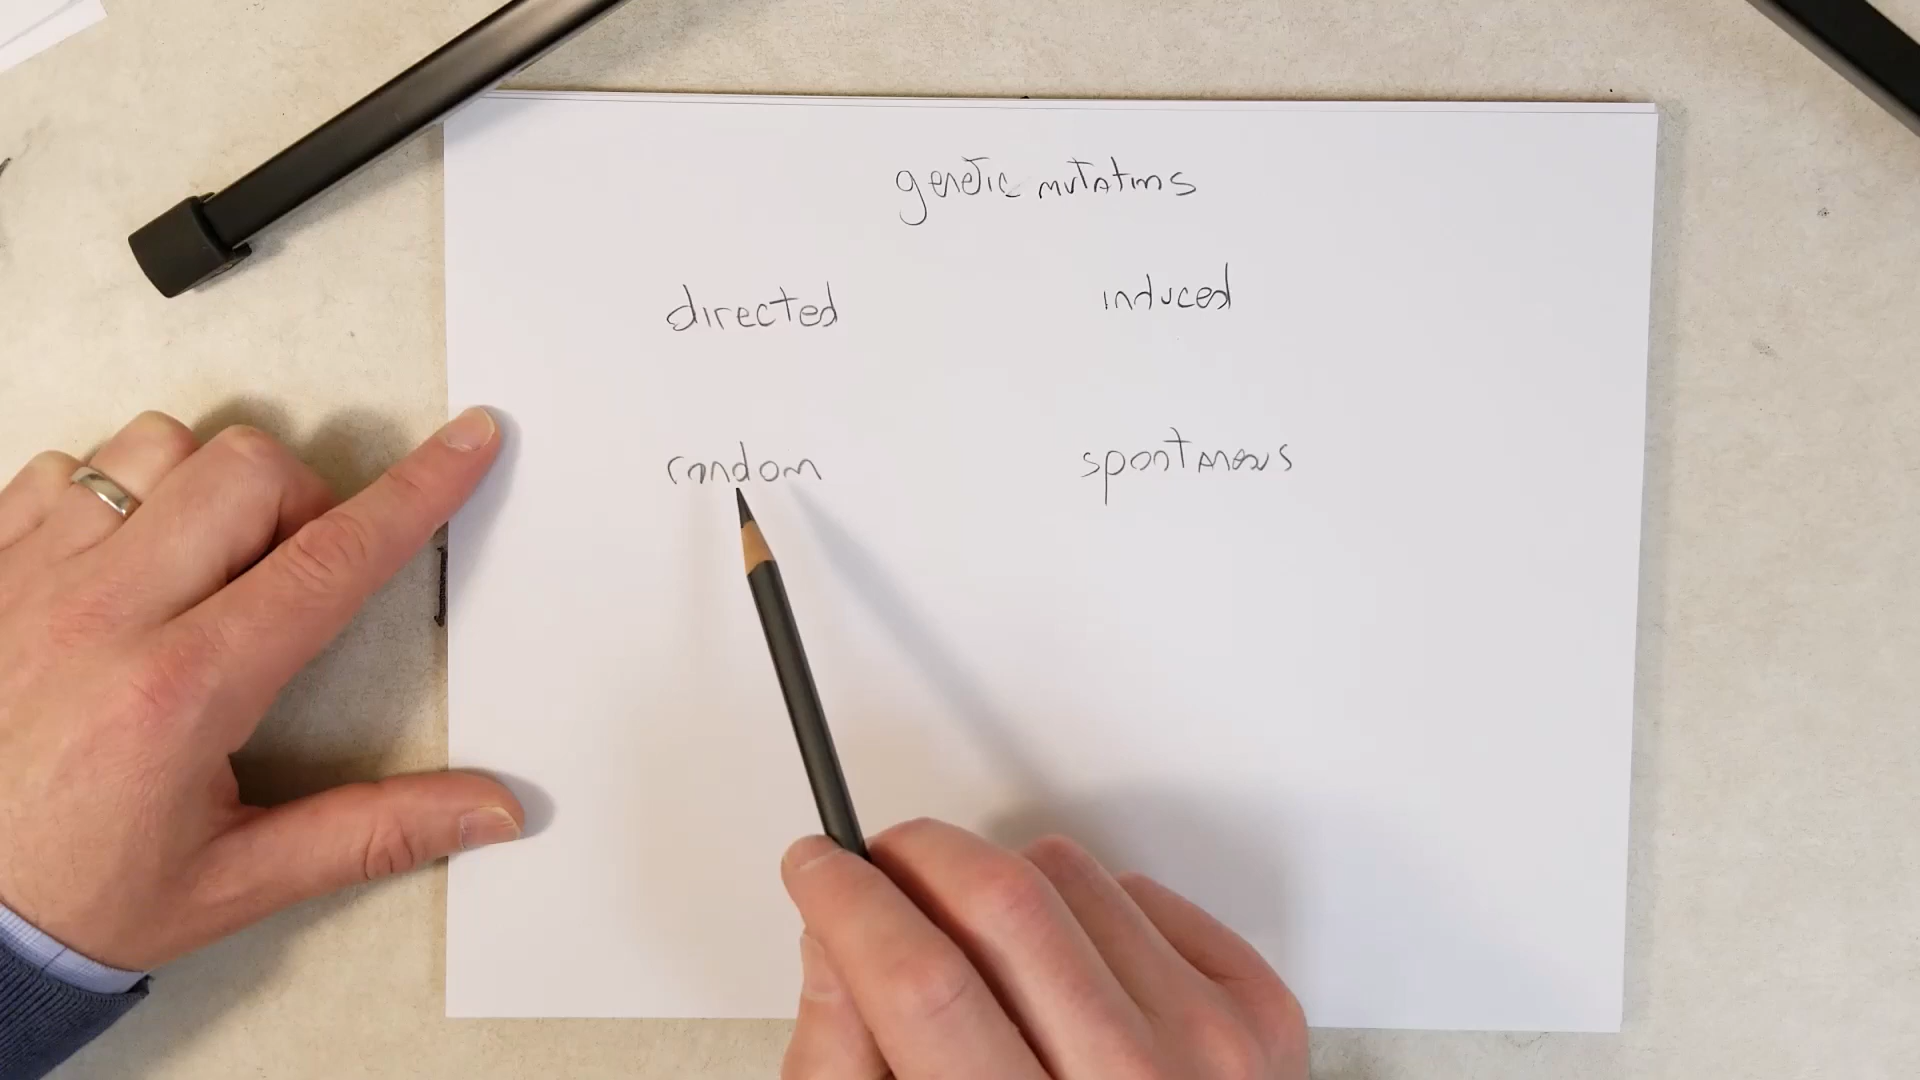 genetic mutations
directed induced
random spontaneous